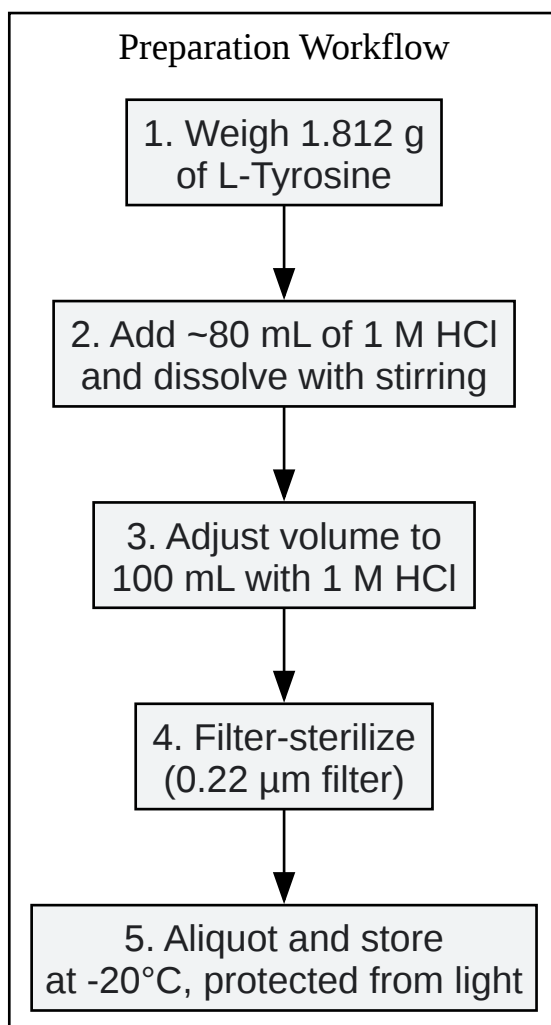 Preparation Workflow
1. Weigh 1.812 g
of L-Tyrosine
2. Add ~80 mL of 1 M HCl
and dissolve with stirring
3. Adjust volume to
100 mL with 1 M HCl
4. Filter-sterilize
(0.22 µm filter)
5. Aliquot and store
at -20°C, protected from light